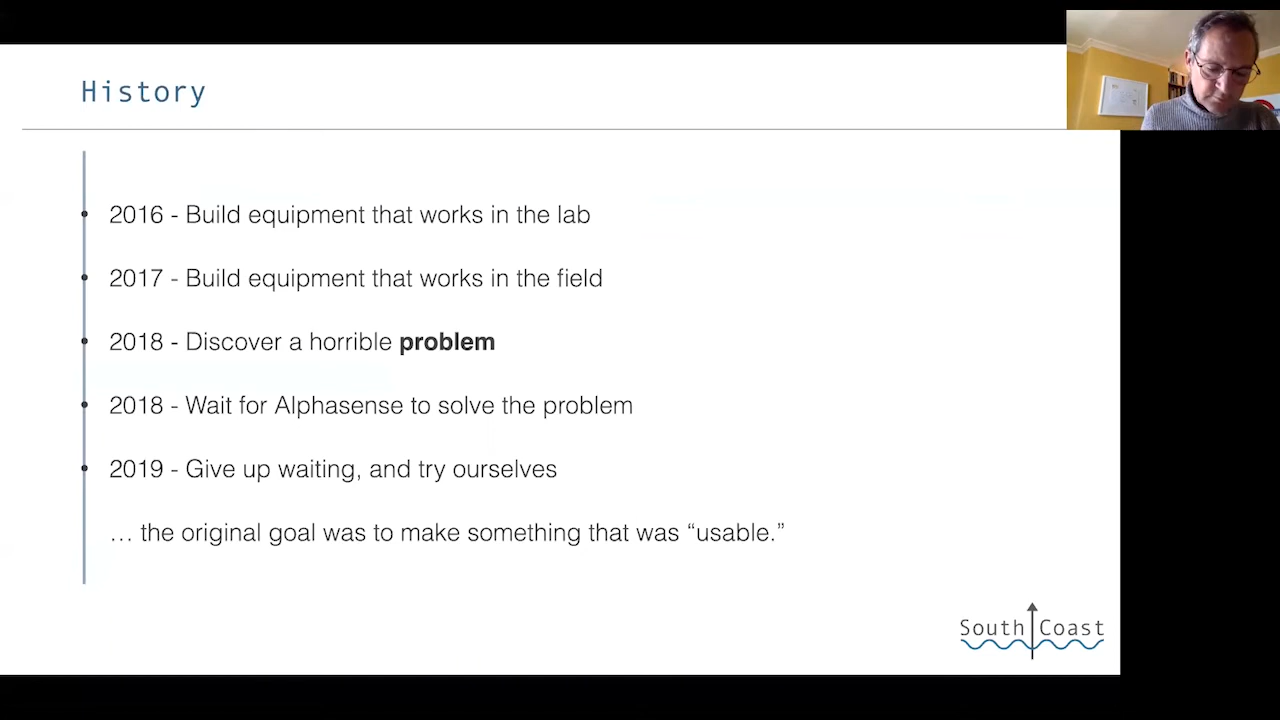 History
2016 - Build equipment that works in the lab
2017 - Build equipment that works in the field
2018 - Discover a horrible problem
2018 - Wait for Alphasense to solve the problem
2019 - Give up waiting, and try ourselves
… the original goal was to make something that was “usable.”
South Coast